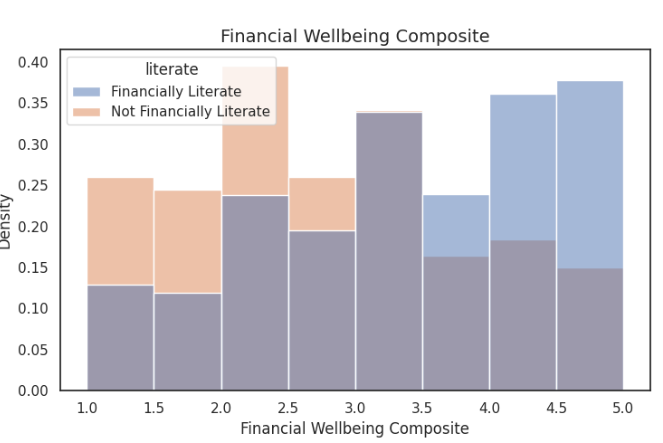 Financial Wellbeing Composite
literate
Financially Literate
Not Financially Literate
0.40
0.35
0.30
0.25
0.20
0.15
0.10
0.05
0.00
Density
1.0 1.5 2.0 2.5 3.0 3.5 4.0 4.5 5.0
Financial Wellbeing Composite